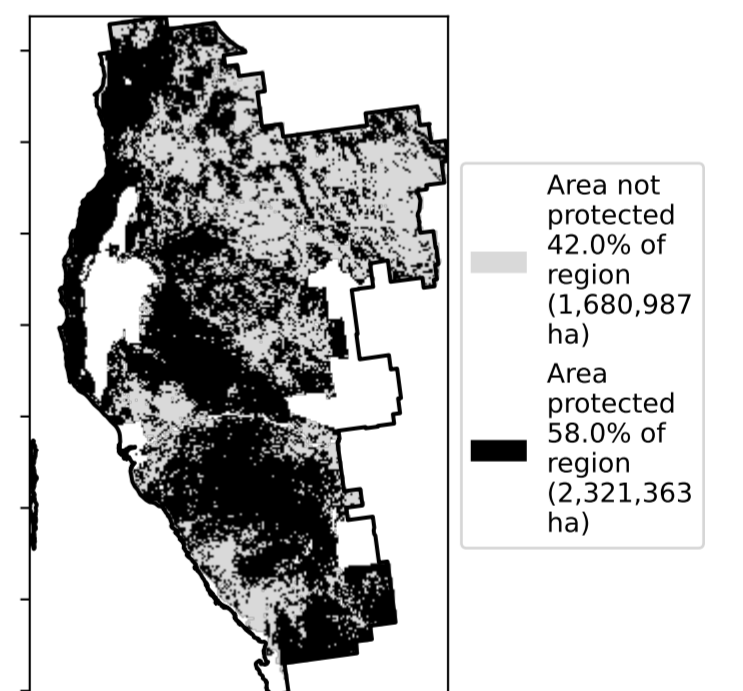 Area not
protected
42.0% of
region
(1,680,987
ha)
Area
protected
58.0% of
region
(2,321,363
ha)